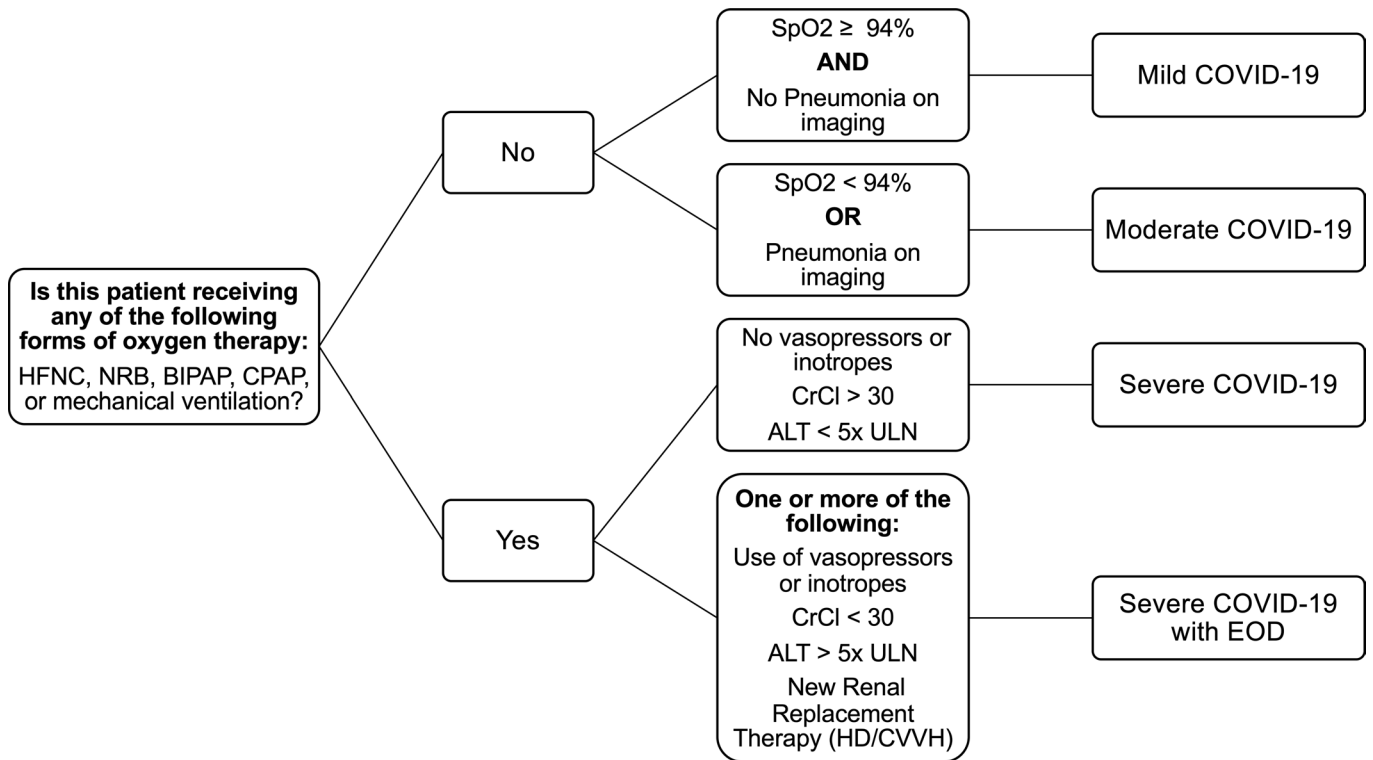 Is this patient receiving
any of the following
forms of oxygen therapy:
HFNC, NRB, BIPAP, CPAP,
or mechanical ventilation?
No
SpO2 ≥ 94%
AND
No Pneumonia on
imaging
Mild COVID-19
SpO2 < 94%
OR
Pneumonia on
imaging
Moderate COVID-19
Yes
No vasopressors or
inotropes
CrCl > 30
ALT < 5x ULN
Severe COVID-19
One or more of the
following:
Use of vasopressors
or inotropes
CrCl < 30
ALT > 5x ULN
New Renal
Replacement
Therapy (HD/CVVH)
Severe COVID-19
with EOD